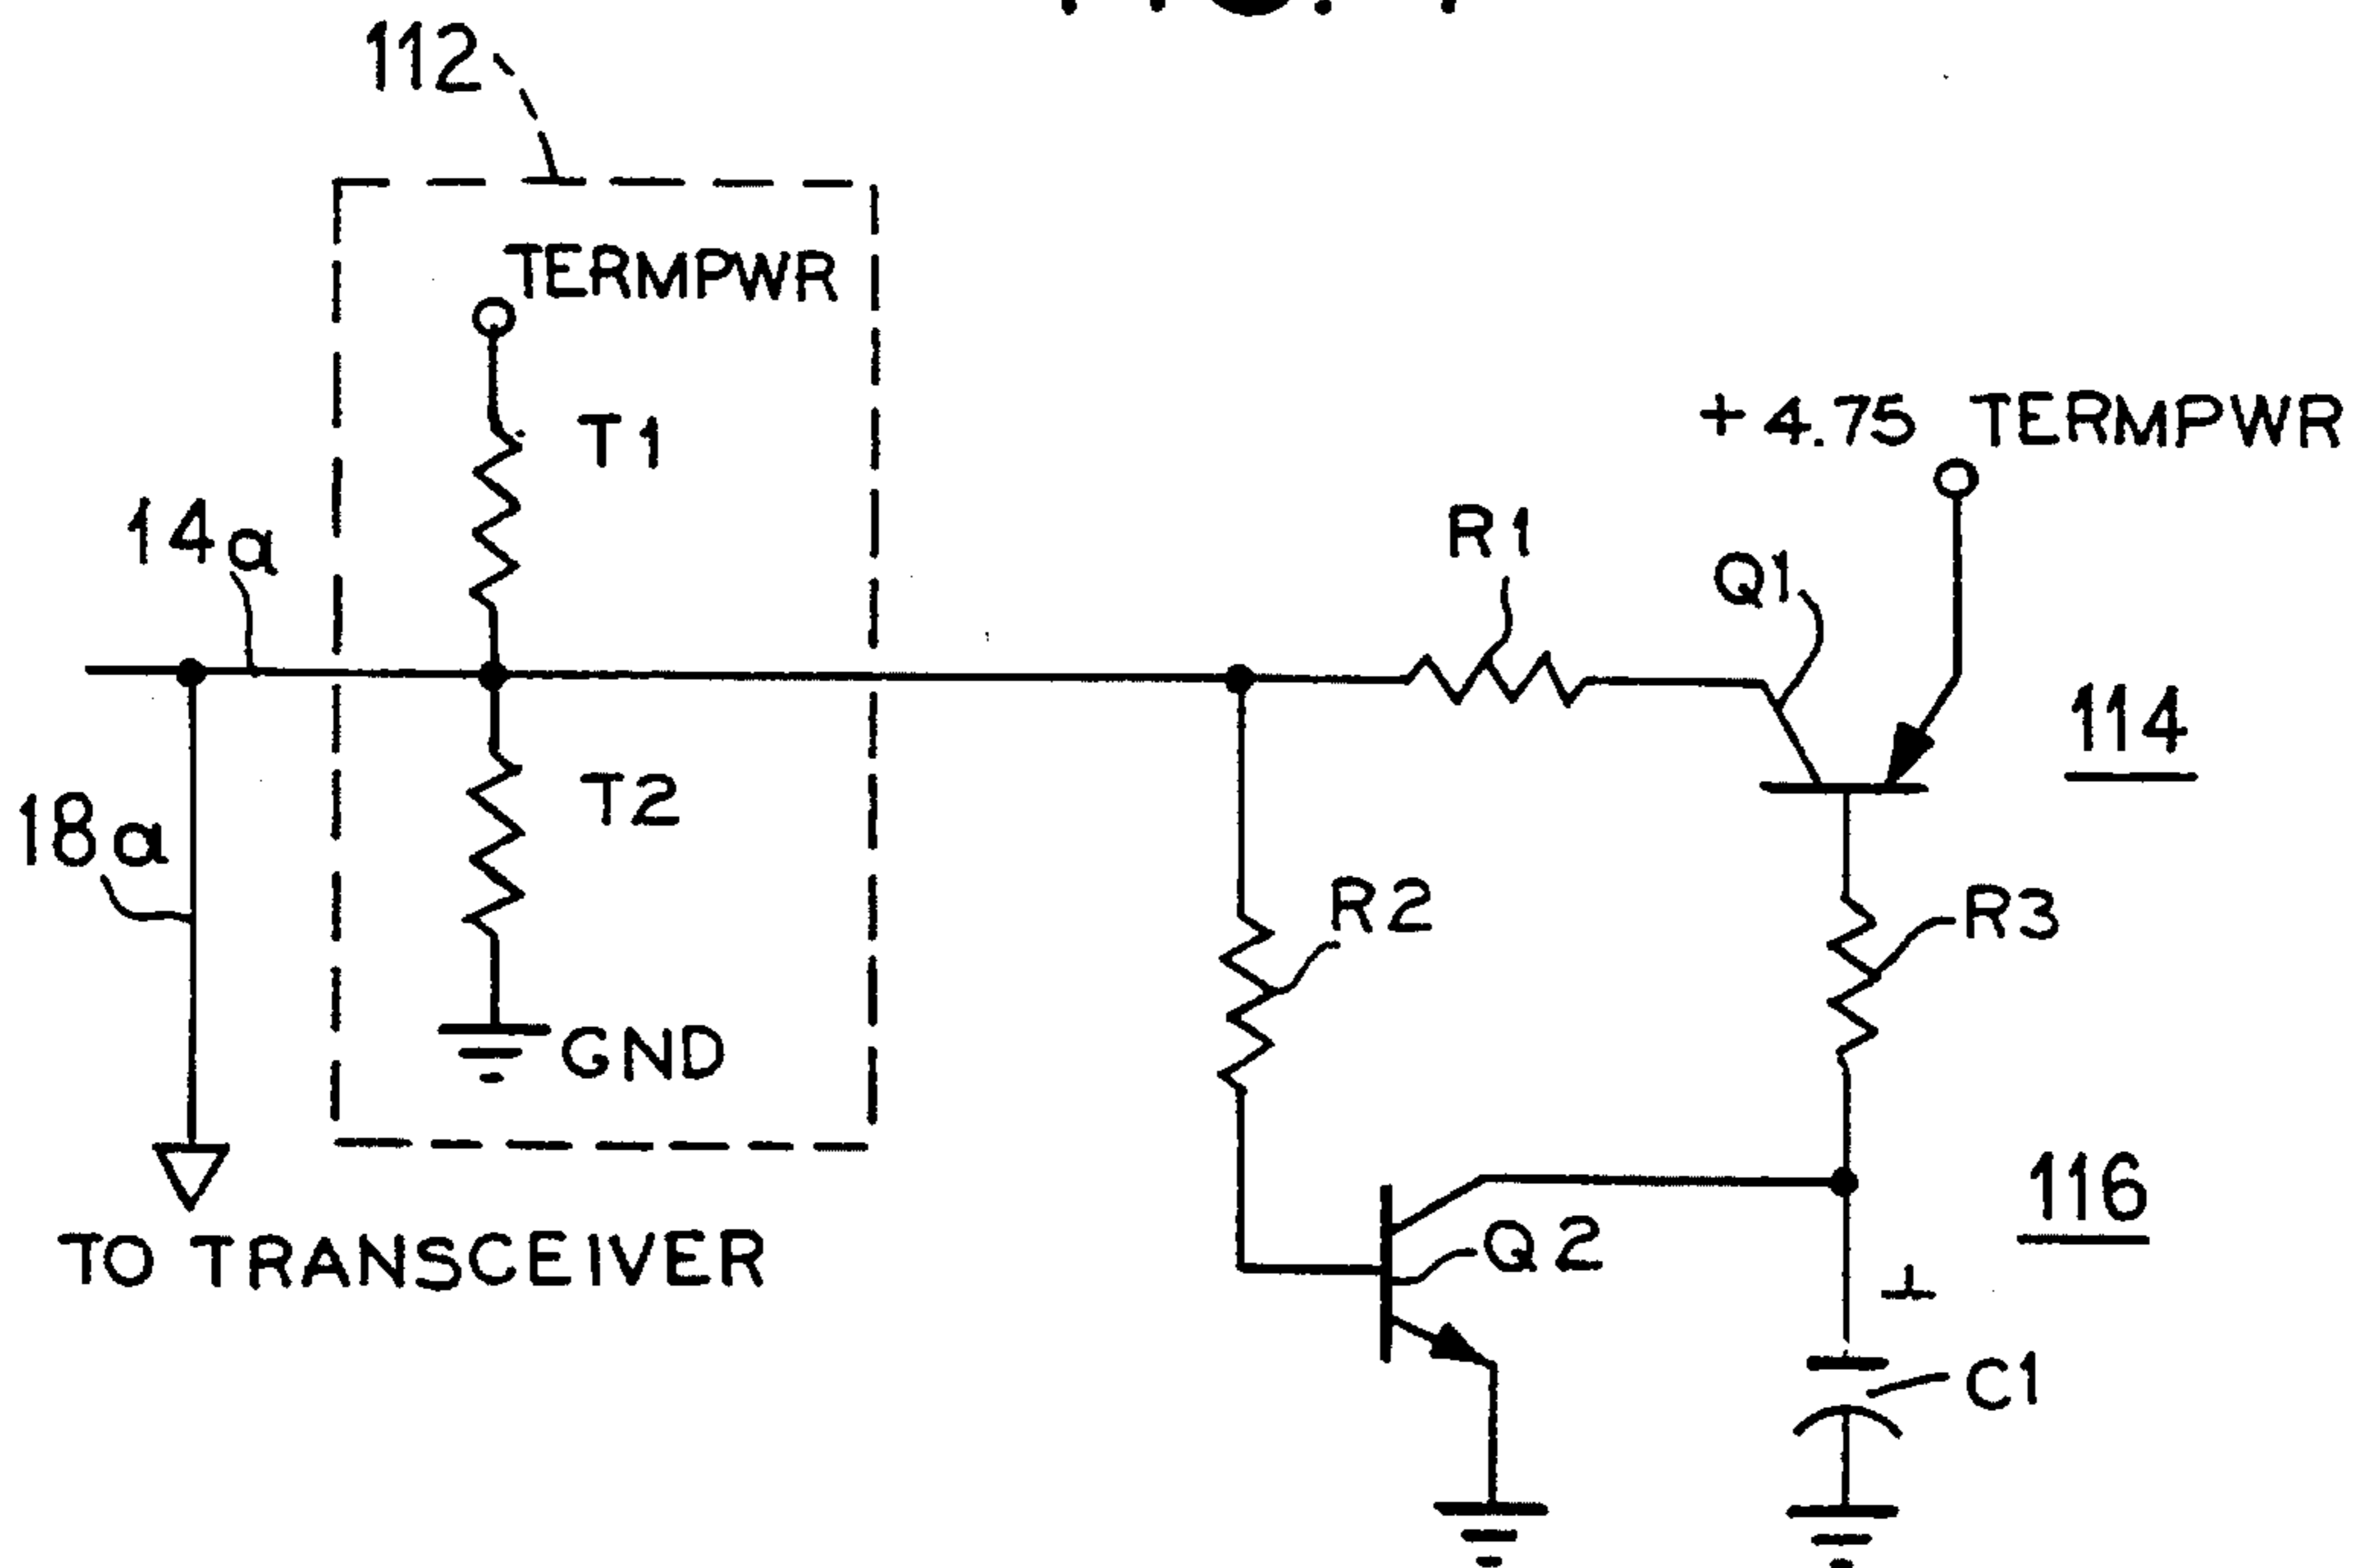 112
TERMPWR
T1
+4.75 TERMPWR
14a
R1
Q1
114
T2
18a
R2
R3
GND
116
TO TRANSCEIVER
Q2
C1